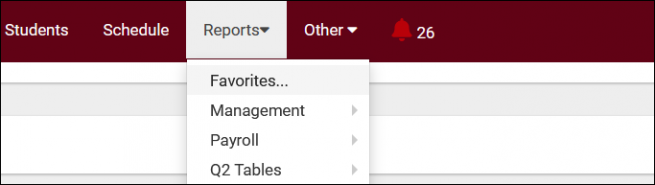 Students Schedule Reports Other 26
Favorites...
Management
Payroll
Q2 Tables